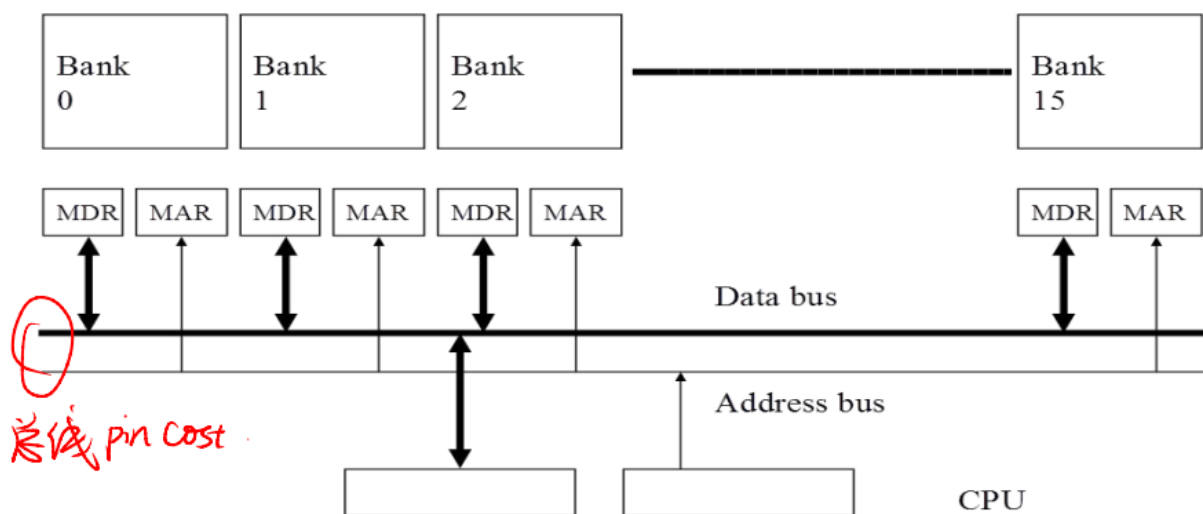 Bank
0
Bank
1
Bank
2
Bank
15
MDR
MAR
MDR
MAR
MDR
MAR
MDR
MAR
Data bus
Address bus
总线 pin cost.
CPU